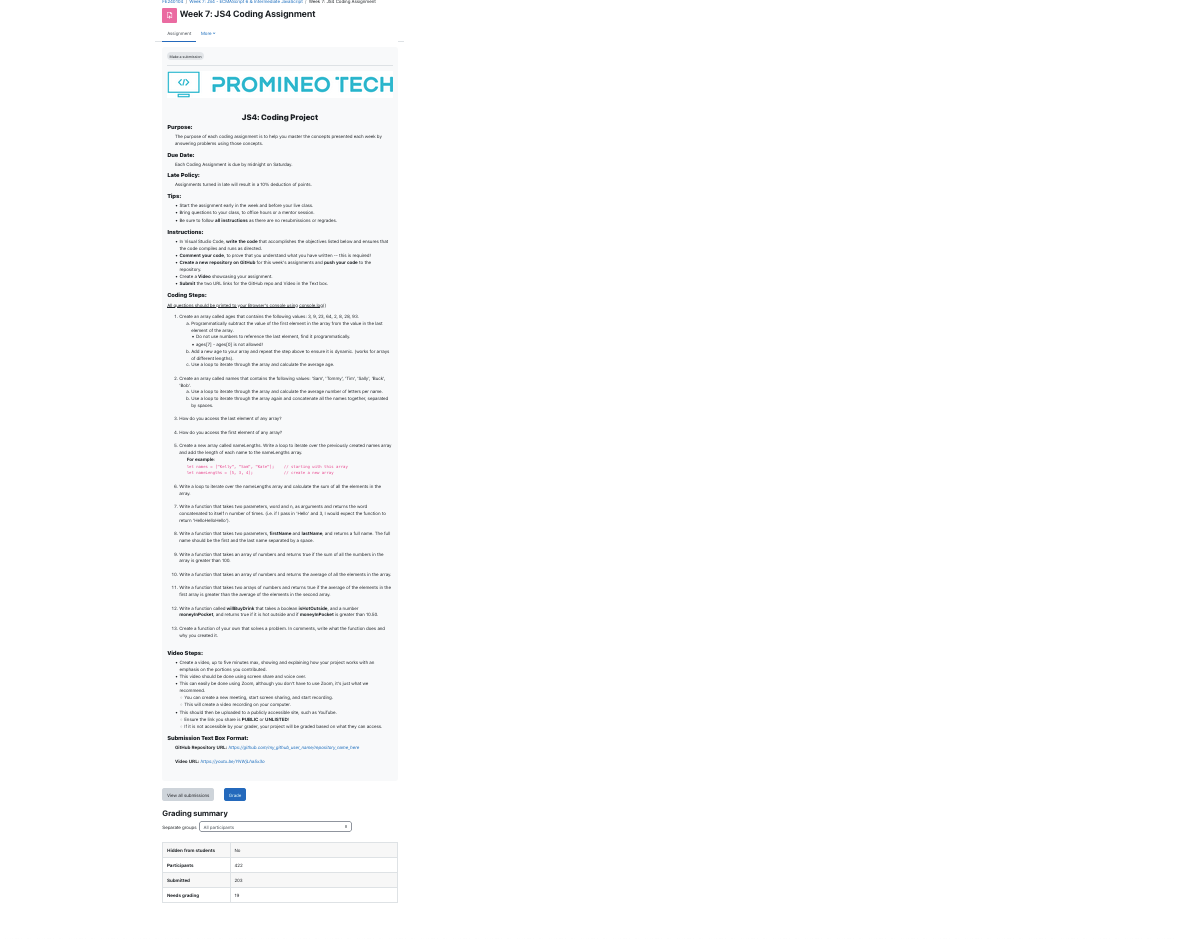 FE240703 | Week 7: JS4 - ECMAScript 6 & Intermediate JavaScript | Week 7: JS4 Coding Assignment
Week 7: JS4 Coding Assignment
Assignment More
Make a submission
PROMINEO TECH
JS4: Coding Project
Purpose:
The purpose of each coding assignment is to help you master the concepts presented each week by
answering problems using those concepts.
Due Date:
Each Coding Assignment is due by midnight on Saturday.
Late Policy:
Assignments turned in late will result in a 10% deduction of points.
Tips:
• Start the assignment early in the week and before your live class.
• Bring questions to your class, to office hours or a mentor session.
• Be sure to follow all instructions as there are no resubmissions or regrades.
Instructions:
• In Visual Studio Code, write the code that accomplishes the objectives listed below and ensures that
the code compiles and runs as directed.
• Comment your code, to prove that you understand what you have written — this is required!
• Create a new repository on GitHub for this week's assignments and push your code to the
repository.
• Create a Video showcasing your assignment
• Submit the two URL links for the GitHub repo and Video in the Text box.
Coding Steps:
All questions should be printed to your Browser's console using console.log()
1. Create an array called ages that contains the following values: 3, 9, 23, 64, 2, 8, 28, 93.
a. Programmatically subtract the value of the first element in the array from the value is the last
element of the array.
• Do not use numbers to reference the last element, find it programmatically.
• ages[7] - ages[0] is not allowed!
b. Add a new age to your array and repeat the step above to ensure it is dynamic. (works for arrays
of different lengths).
c. Use a loop to iterate through the array and calculate the average age.
2. Create an array called names that contains the following values: 'Sam', 'Tommy', 'Tim', 'Sally', 'Buck',
'Bob'.
a. Use a loop to iterate through the array and calculate the average number of letters per name.
b. Use a loop to iterate through the array again and concatenate all the names together, separated
by spaces.
3. How do you access the last element of any array?
4. How do you access the first element of any array?
5. Create a new array called nameLengths. Write a loop to iterate over the previously created names array
and add the length of each name to the nameLengths array.
For example:
let names = ["Kelly", "Sam", "Kate"]; // starting with this array
let nameLengths = [5, 3, 4]; // create a new array
6. Write a loop to iterate over the nameLengths array and calculate the sum of all the elements in the
array.
7. Write a function that takes two parameters, word and n, as arguments and returns the word
concatenated to itself n number of times. (i.e. if I pass in 'Hello' and 3, I would expect the function to
return 'HelloHelloHello').
8. Write a function that takes two parameters, firstName and lastName, and returns a full name. The full
name should be the first and the last name separated by a space.
9. Write a function that takes an array of numbers and returns true if the sum of all the numbers in the
array is greater than 100.
10. Write a function that takes an array of numbers and returns the average of all the elements in the array.
11. Write a function that takes two arrays of numbers and returns true if the average of the elements in the
first array is greater than the average of the elements in the second array.
12. Write a function called willBuyDrink that takes a boolean isHotOutside, and a number
moneyInPocket, and returns true if it is hot outside and if moneyInPocket is greater than 10.50.
13. Create a function of your own that solves a problem. In comments, write what the function does and
why you created it.
Video Steps:
• Create a video, up to five minutes max, showing and explaining how your project works with an
emphasis on the portions you contributed.
• This video should be done using screen share and voice over.
• This can easily be done using Zoom, although you don't have to use Zoom, it's just what we
recommend.
○ You can create a new meeting, start screen sharing, and start recording.
○ This will create a video recording on your computer.
• This should then be uploaded to a publicly accessible site, such as YouTube.
○ Ensure the link you share is PUBLIC or UNLISTED!
○ If it is not accessible by your grader, your project will be graded based on what they can access.
Submission Text Box Format:
GitHub Repository URL: https://github.com/my_github_user_name/repository_name_here
Video URL:
View all submissions Grade
Grading summary
Separate groups All participants
Hidden from students No
Participants 422
Submitted 203
Needs grading 19